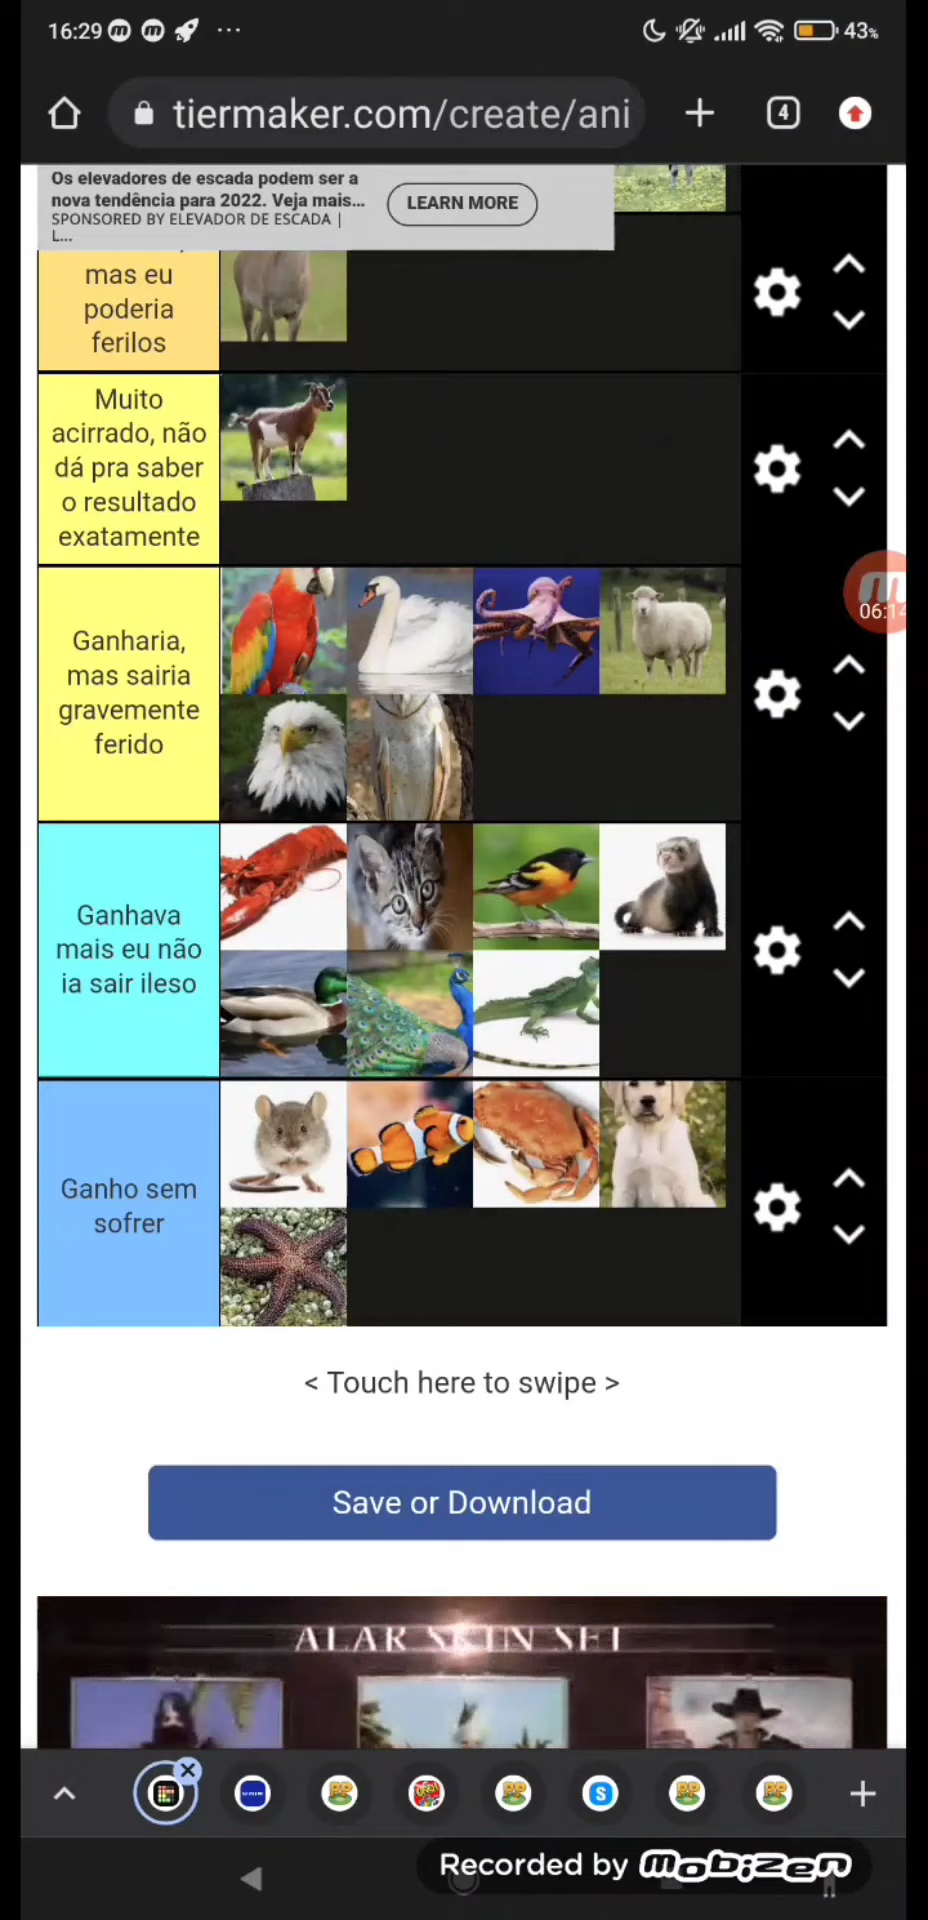 16:29
43%
tiermaker.com/create/ani
4
Os elevadores de escada podem ser a
nova tendência para 2022. Veja mais...
SPONSORED BY ELEVADOR DE ESCADA |
L...
LEARN MORE
mas eu
poderia
ferilos
Muito
acirrado, não
dá pra saber
o resultado
exatamente
06:14
Ganharia,
mas sairia
gravemente
ferido
Ganhava
mais eu não
ia sair ileso
Ganho sem
sofrer
< Touch here to swipe >
Save or Download
ALAR SKIN SET
Recorded by mobizen